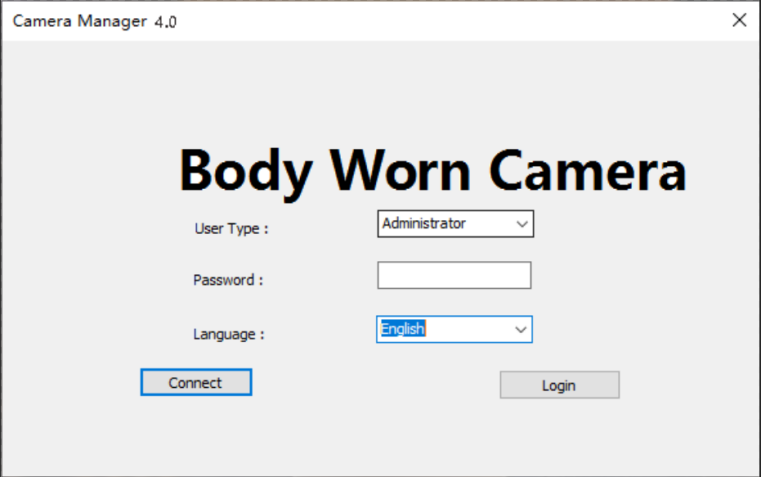 Camera Manager 4.0
Body Worn Camera
User Type : Administrator
Password :
Language : English
Connect Login